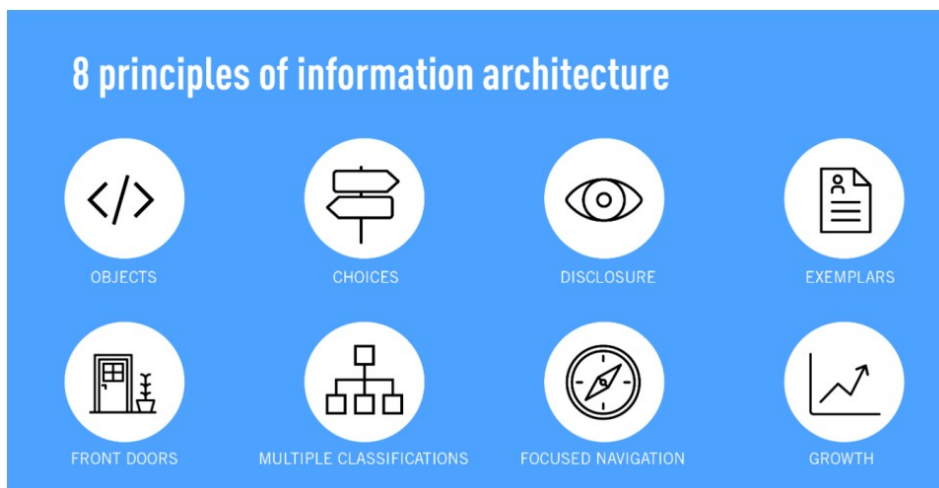 8 principles of information architecture
OBJECTS
CHOICES
DISCLOSURE
EXEMPLARS
FRONT DOORS
MULTIPLE CLASSIFICATIONS
FOCUSED NAVIGATION
GROWTH